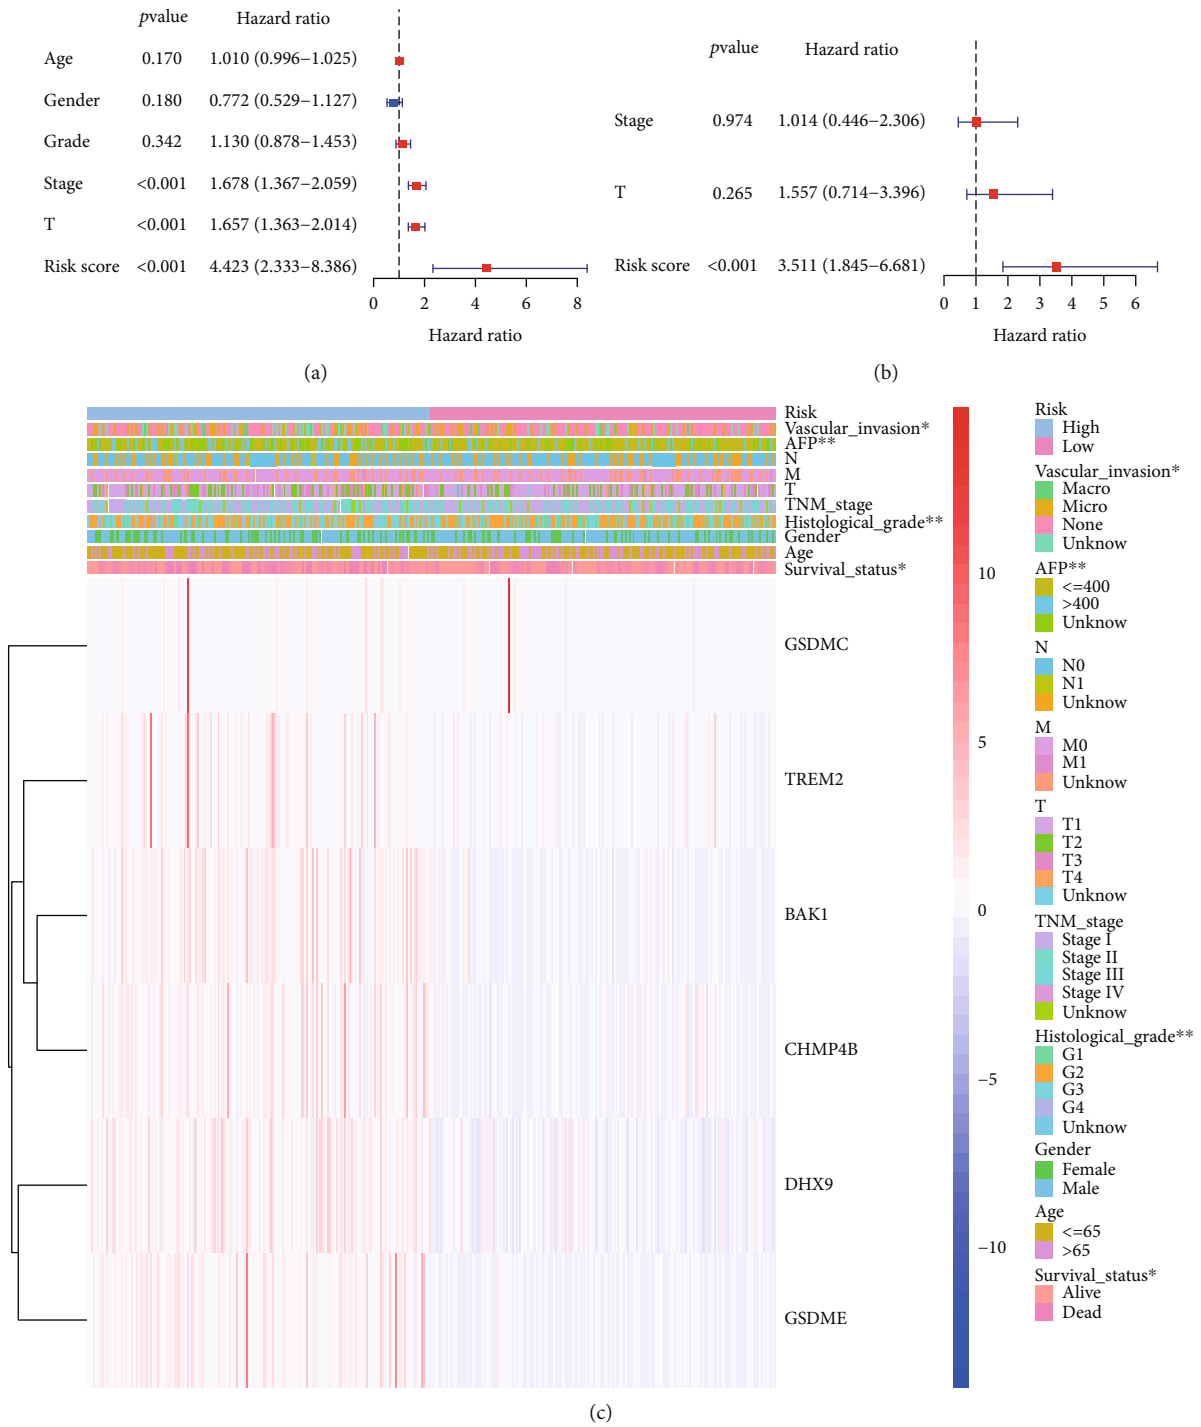 pvalue Hazard ratio
Age 0.170 1.010 (0.996−1.025)
Gender 0.180 0.772 (0.529−1.127)
Grade 0.342 1.130 (0.878−1.453)
Stage <0.001 1.678 (1.367−2.059)
T <0.001 1.657 (1.363−2.014)
Risk score <0.001 4.423 (2.333−8.386)
0 2 4 6 8
Hazard ratio
(a)
pvalue Hazard ratio
Stage 0.974 1.014 (0.446−2.306)
T 0.265 1.557 (0.714−3.396)
Risk score <0.001 3.511 (1.845−6.681)
0 1 2 3 4 5 6
Hazard ratio
(b)
Risk
Vascular_invasion*
AFP**
N
M
T
TNM_stage
Histological_grade**
Gender
Age
Survival_status*
GSDMC
TREM2
BAK1
CHMP4B
DHX9
GSDME
10
5
0
−5
−10
Risk
High
Low
Vascular_invasion*
Macro
Micro
None
Unknow
AFP**
<=400
>400
Unknow
N
N0
N1
Unknow
M
M0
M1
Unknow
T
T1
T2
T3
T4
Unknow
TNM_stage
Stage I
Stage II
Stage III
Stage IV
Unknow
Histological_grade**
G1
G2
G3
G4
Unknow
Gender
Female
Male
Age
<=65
>65
Survival_status*
Alive
Dead
(c)